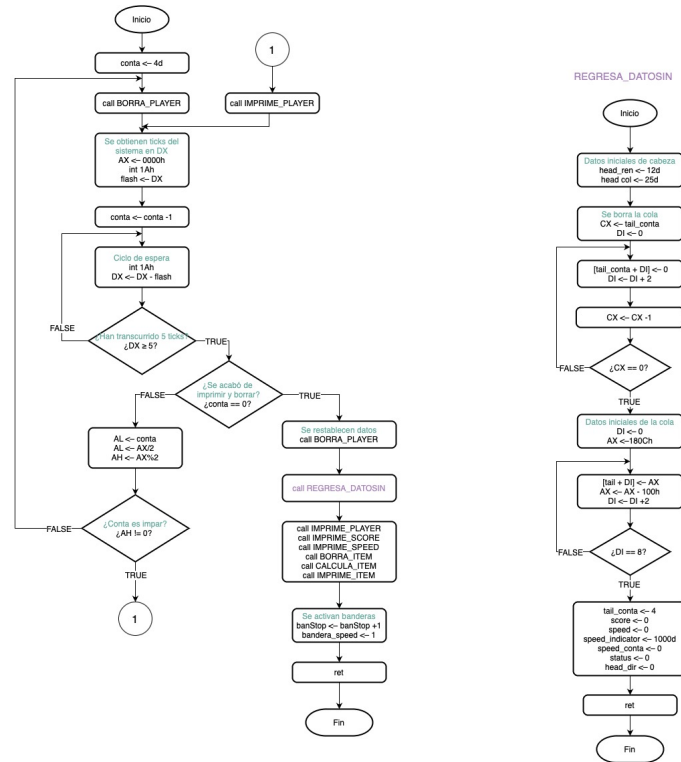 Inicio
conta <– 4d
call BORRA_PLAYER
1
call IMPRIME_PLAYER
Se obtienen ticks del
sistema en DX
AX <– 0000h
int 1Ah
flash <– DX
conta <– conta -1
Ciclo de espera
int 1Ah
DX <– DX - flash
FALSE
¿Han transcurrido 5 ticks?
¿DX ≥ 5?
TRUE
FALSE
¿Se acabó de
imprimir y borrar?
¿conta == 0?
TRUE
AL <– conta
AL <– AX/2
AH <– AX%2
FALSE
¿Conta es impar?
¿AH != 0?
TRUE
1
Se restablecen datos
call BORRA_PLAYER
call REGRESA_DATOSIN
call IMPRIME_PLAYER
call IMPRIME_SCORE
call IMPRIME_SPEED
call BORRA_ITEM
call CALCULA_ITEM
call IMPRIME_ITEM
Se activan banderas
banStop <– banStop +1
bandera_speed <– 1
ret
Fin
REGRESA_DATOSIN
Inicio
Datos iniciales de cabeza
head_ren <– 12d
head col <– 25d
Se borra la cola
CX <– tail_conta
DI <– 0
[tail_conta + DI] <– 0
DI <– DI + 2
CX <– CX -1
FALSE
¿CX == 0?
TRUE
Datos iniciales de la cola
DI <– 0
AX <–180Ch
[tail + DI] <– AX
AX <– AX - 100h
DI <– DI +2
FALSE
¿DI == 8?
TRUE
tail_conta <– 4
score <– 0
speed <– 0
speed_indicator <– 1000d
speed_conta <– 0
status <– 0
head_dir <– 0
ret
Fin